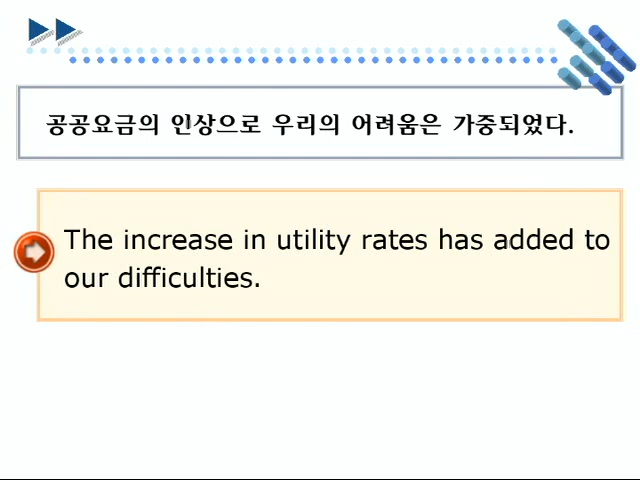 공공요금의 인상으로 우리의 어려움은 가중되었다.
The increase in utility rates has added to
our difficulties.